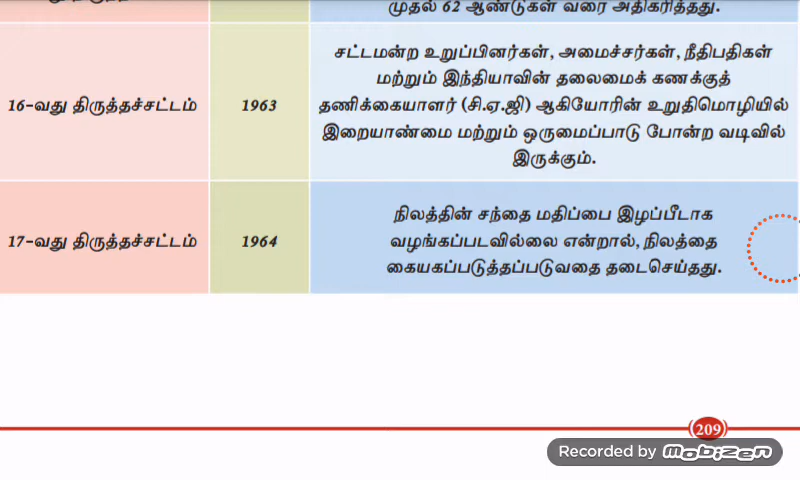 முதல் 62 ஆண்டுகள் வரை அதிகரித்தது.
சட்டமன்ற உறுப்பினர்கள், அமைச்சர்கள், நீதிபதிகள்
மற்றும் இந்தியாவின் தலைமைக் கணக்குத்
16-வது திருத்தச்சட்டம் 1963 தணிக்கையாளர் (சி.ஏ.ஜி) ஆகியோரின் உறுதிமொழியில்
இறையாண்மை மற்றும் ஒருமைப்பாடு போன்ற வடிவில்
இருக்கும்.
நிலத்தின் சந்தை மதிப்பை இழப்பீடாக
17-வது திருத்தச்சட்டம் 1964 வழங்கப்படவில்லை என்றால், நிலத்தை
கையகப்படுத்தப்படுவதை தடைசெய்தது.
209
Recorded by mobizen